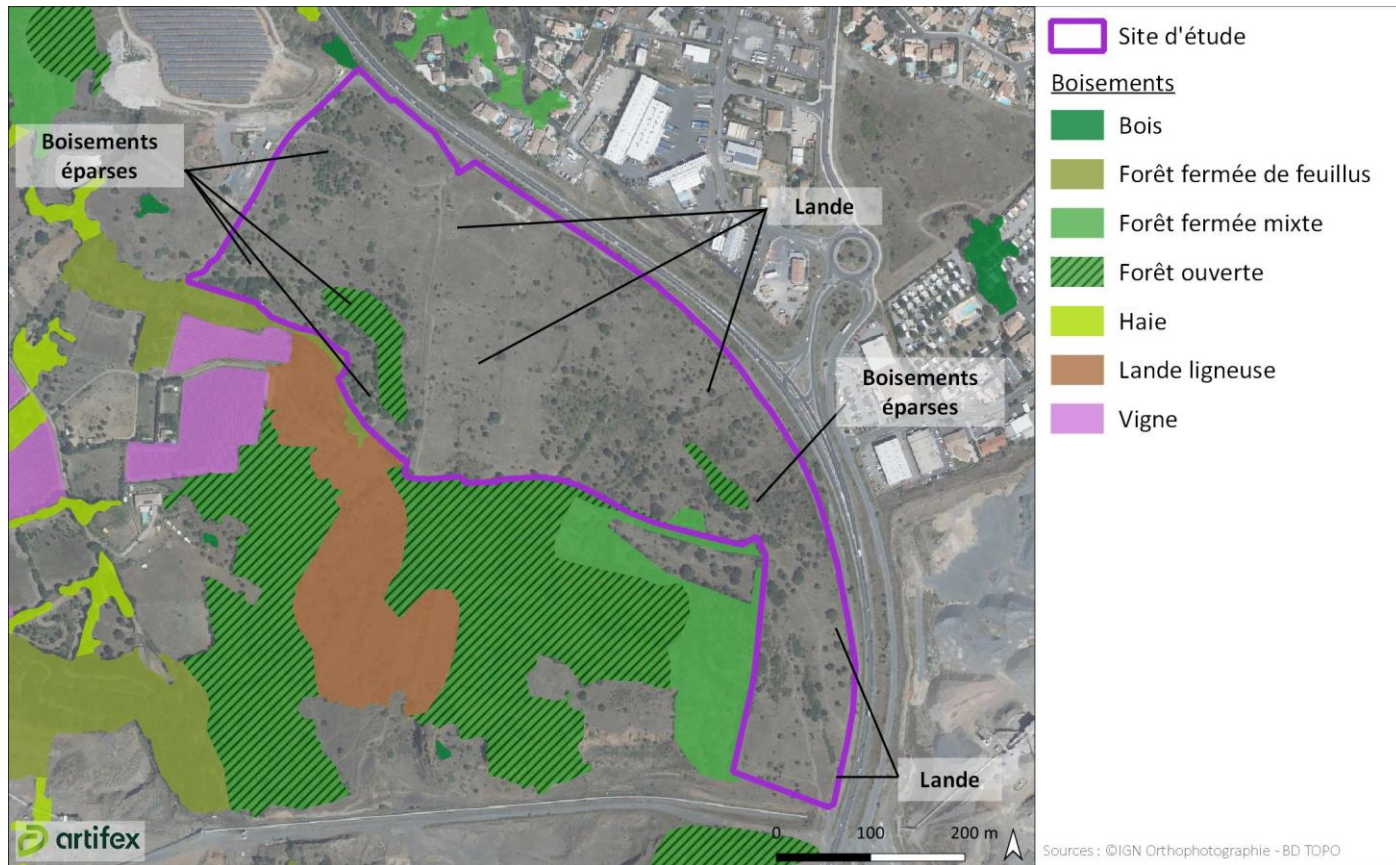 Boisements
éparses
Lande
Boisements
éparses
Lande
artifex
0 100 200 m
Site d'étude
Boisements
Bois
Forêt fermée de feuillus
Forêt fermée mixte
Forêt ouverte
Haie
Lande ligneuse
Vigne
Sources : ©IGN Orthophotographie - BD TOPO